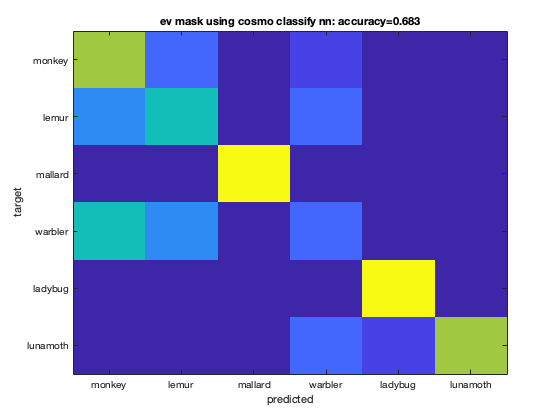 ev mask using cosmo classify nn: accuracy=0.683
monkey
lemur
mallard
warbler
ladybug
lunamoth
target
monkey lemur mallard warbler ladybug lunamoth
predicted